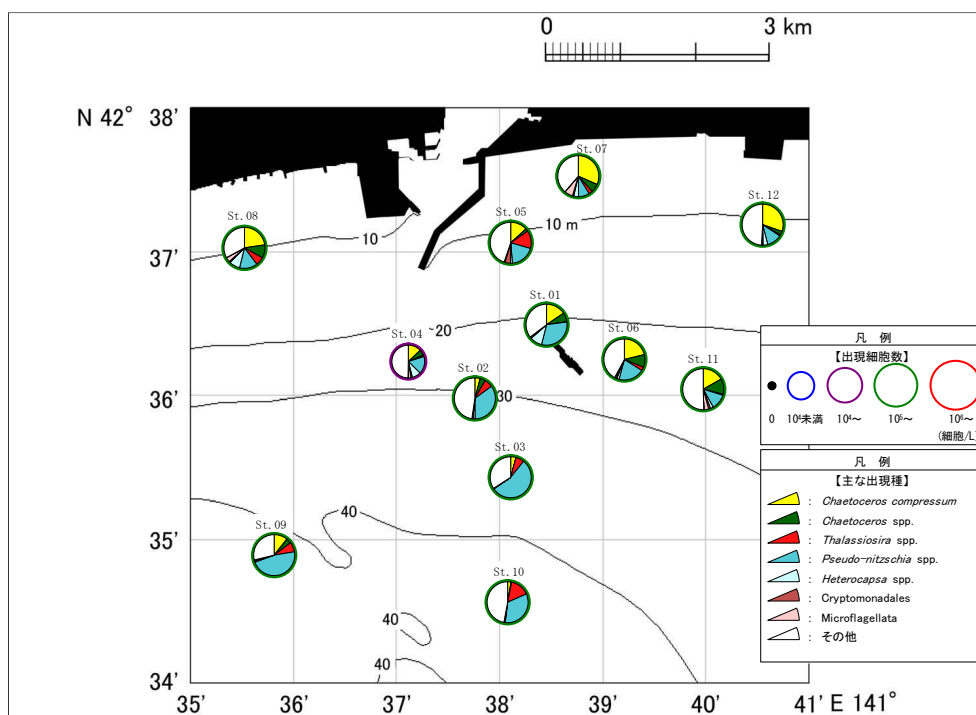 0 3 km
N 42° 38'
St.07
St.12
St.05
St.08
10 m
10
37'
St.01
20
St.04
St.06
St.02
St.11
36'
30
St.03
40
35'
St.09
St.10
40
40
34'
35' 36' 37' 38' 39' 40' 41' E 141°
凡 例
【出現細胞数】
0 10⁴未満 10⁴~ 10⁵~ 10⁶~
(細胞/L)
凡 例
【主な出現種】
: Chaetoceros compressum
: Chaetoceros spp.
: Thalassiosira spp.
: Pseudo-nitzschia spp.
: Heterocapsa spp.
: Cryptomonadales
: Microflagellata
: その他